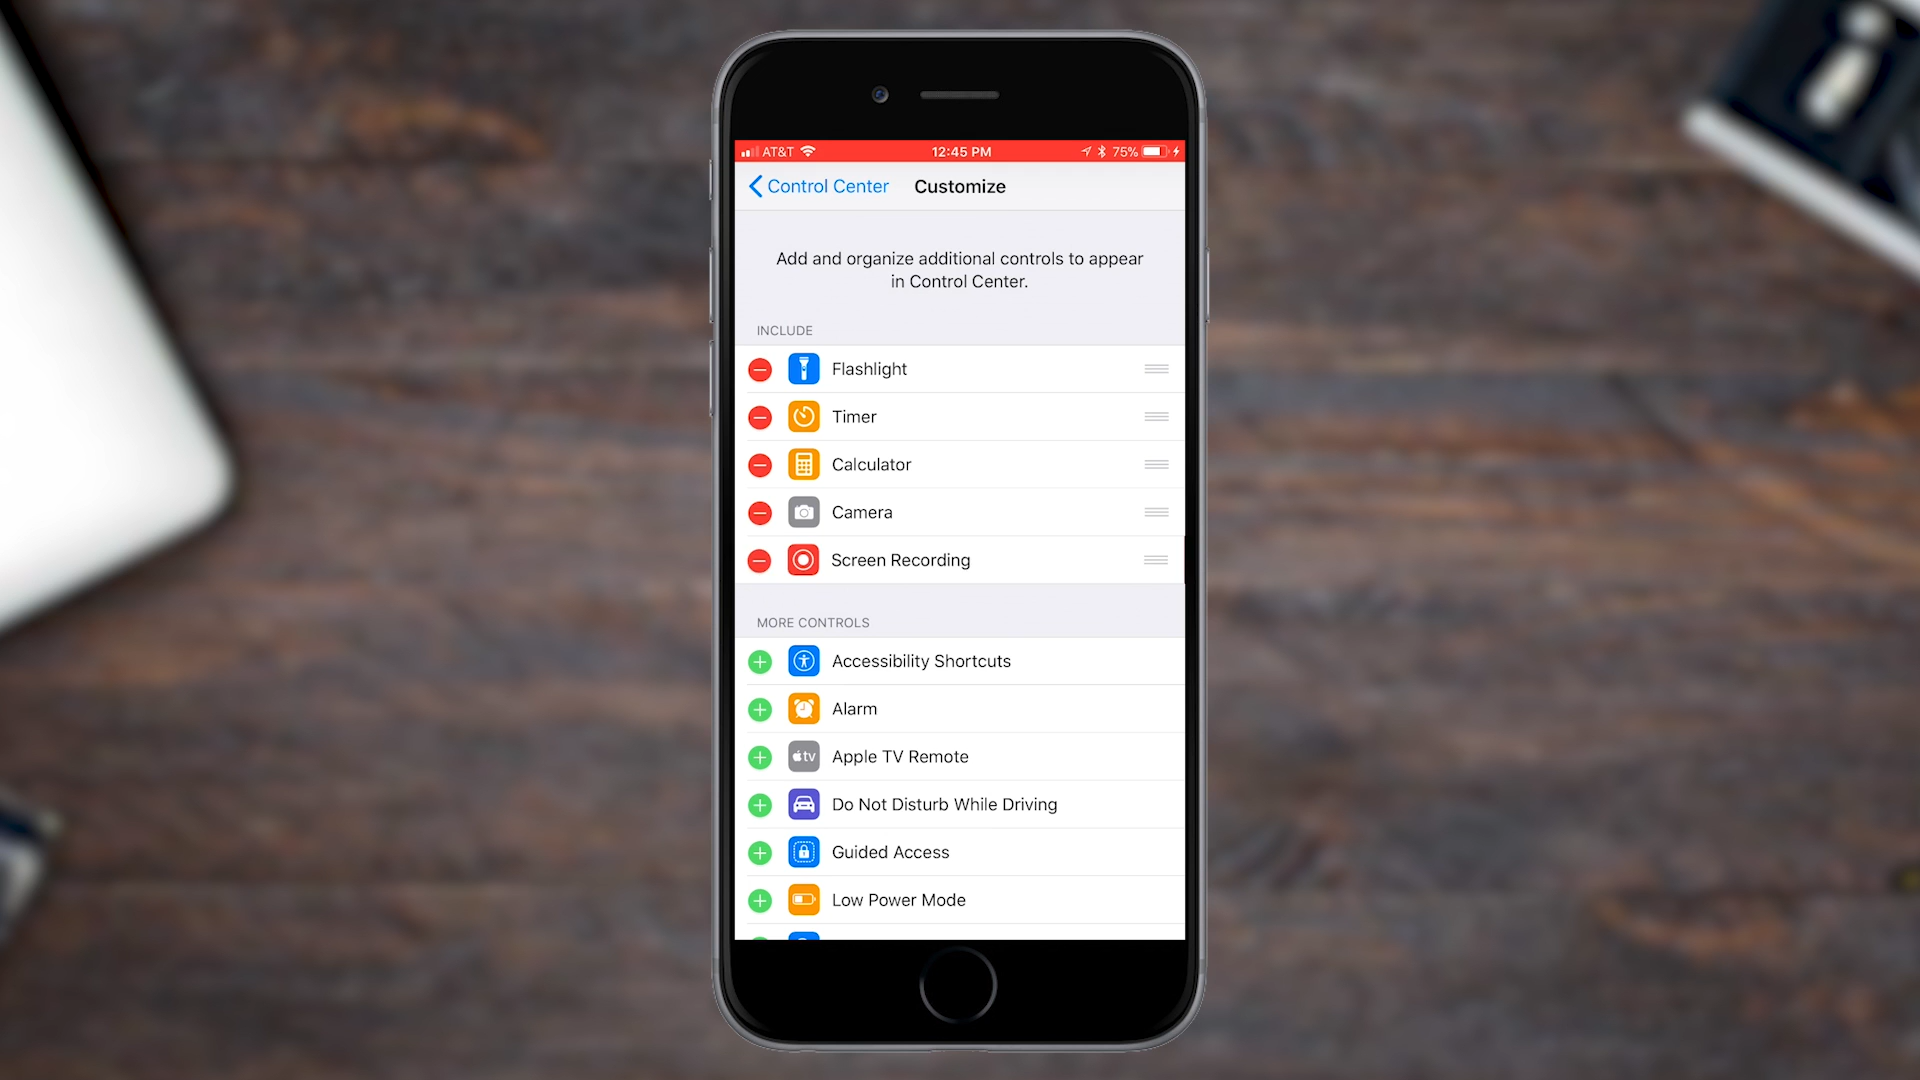 AT&T 12:45 PM 75%
Control Center Customize
Add and organize additional controls to appear
in Control Center.
INCLUDE
Flashlight
Timer
Calculator
Camera
Screen Recording
MORE CONTROLS
Accessibility Shortcuts
Alarm
tv Apple TV Remote
Do Not Disturb While Driving
Guided Access
Low Power Mode